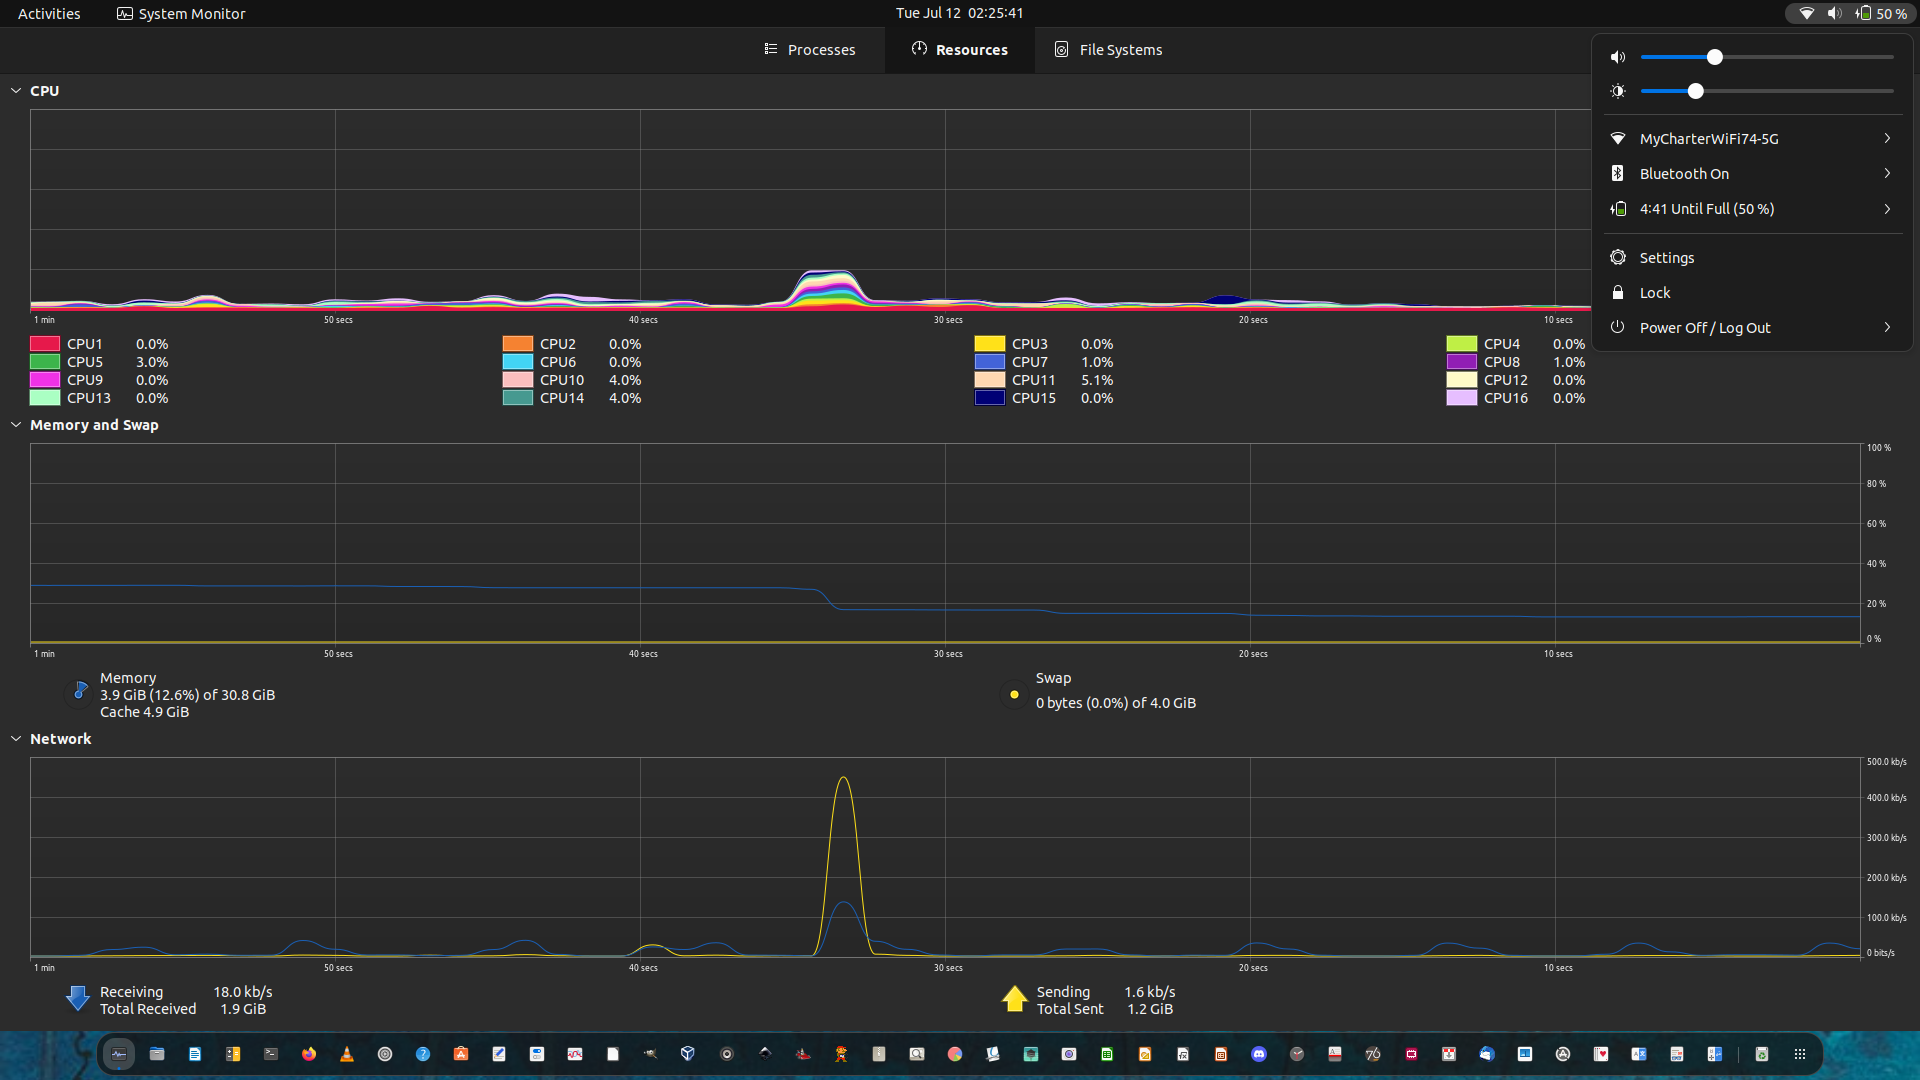 Activities System Monitor Tue Jul 12 02:25:41 50 %
Processes Resources File Systems
MyCharterWiFi74-5G
Bluetooth On
4:41 Until Full (50 %)
Settings
Lock
Power Off / Log Out
CPU
1 min 50 secs 40 secs 30 secs 20 secs 10 secs
CPU1 0.0% CPU2 0.0% CPU3 0.0% CPU4 0.0%
CPU5 3.0% CPU6 0.0% CPU7 1.0% CPU8 1.0%
CPU9 0.0% CPU10 4.0% CPU11 5.1% CPU12 0.0%
CPU13 0.0% CPU14 4.0% CPU15 0.0% CPU16 0.0%
Memory and Swap
100 %
80 %
60 %
40 %
20 %
0 %
1 min 50 secs 40 secs 30 secs 20 secs 10 secs
Memory
3.9 GiB (12.6%) of 30.8 GiB
Cache 4.9 GiB
Swap
0 bytes (0.0%) of 4.0 GiB
Network
500.0 kb/s
400.0 kb/s
300.0 kb/s
200.0 kb/s
100.0 kb/s
0 bits/s
1 min 50 secs 40 secs 30 secs 20 secs 10 secs
Receiving 18.0 kb/s
Total Received 1.9 GiB
Sending 1.6 kb/s
Total Sent 1.2 GiB
76